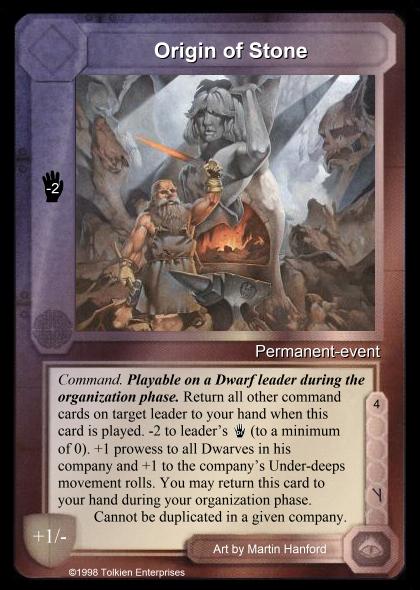 Origin of Stone
-2
Permanent-event
Command. Playable on a Dwarf leader during the
organization phase. Return all other command
cards on target leader to your hand when this
card is played. -2 to leader's (to a minimum
of 0). +1 prowess to all Dwarves in his
company and +1 to the company's Under-deeps
movement rolls. You may return this card to
your hand during your organization phase.
Cannot be duplicated in a given company.
4
+1/-
Art by Martin Hanford
©1998 Tolkien Enterprises